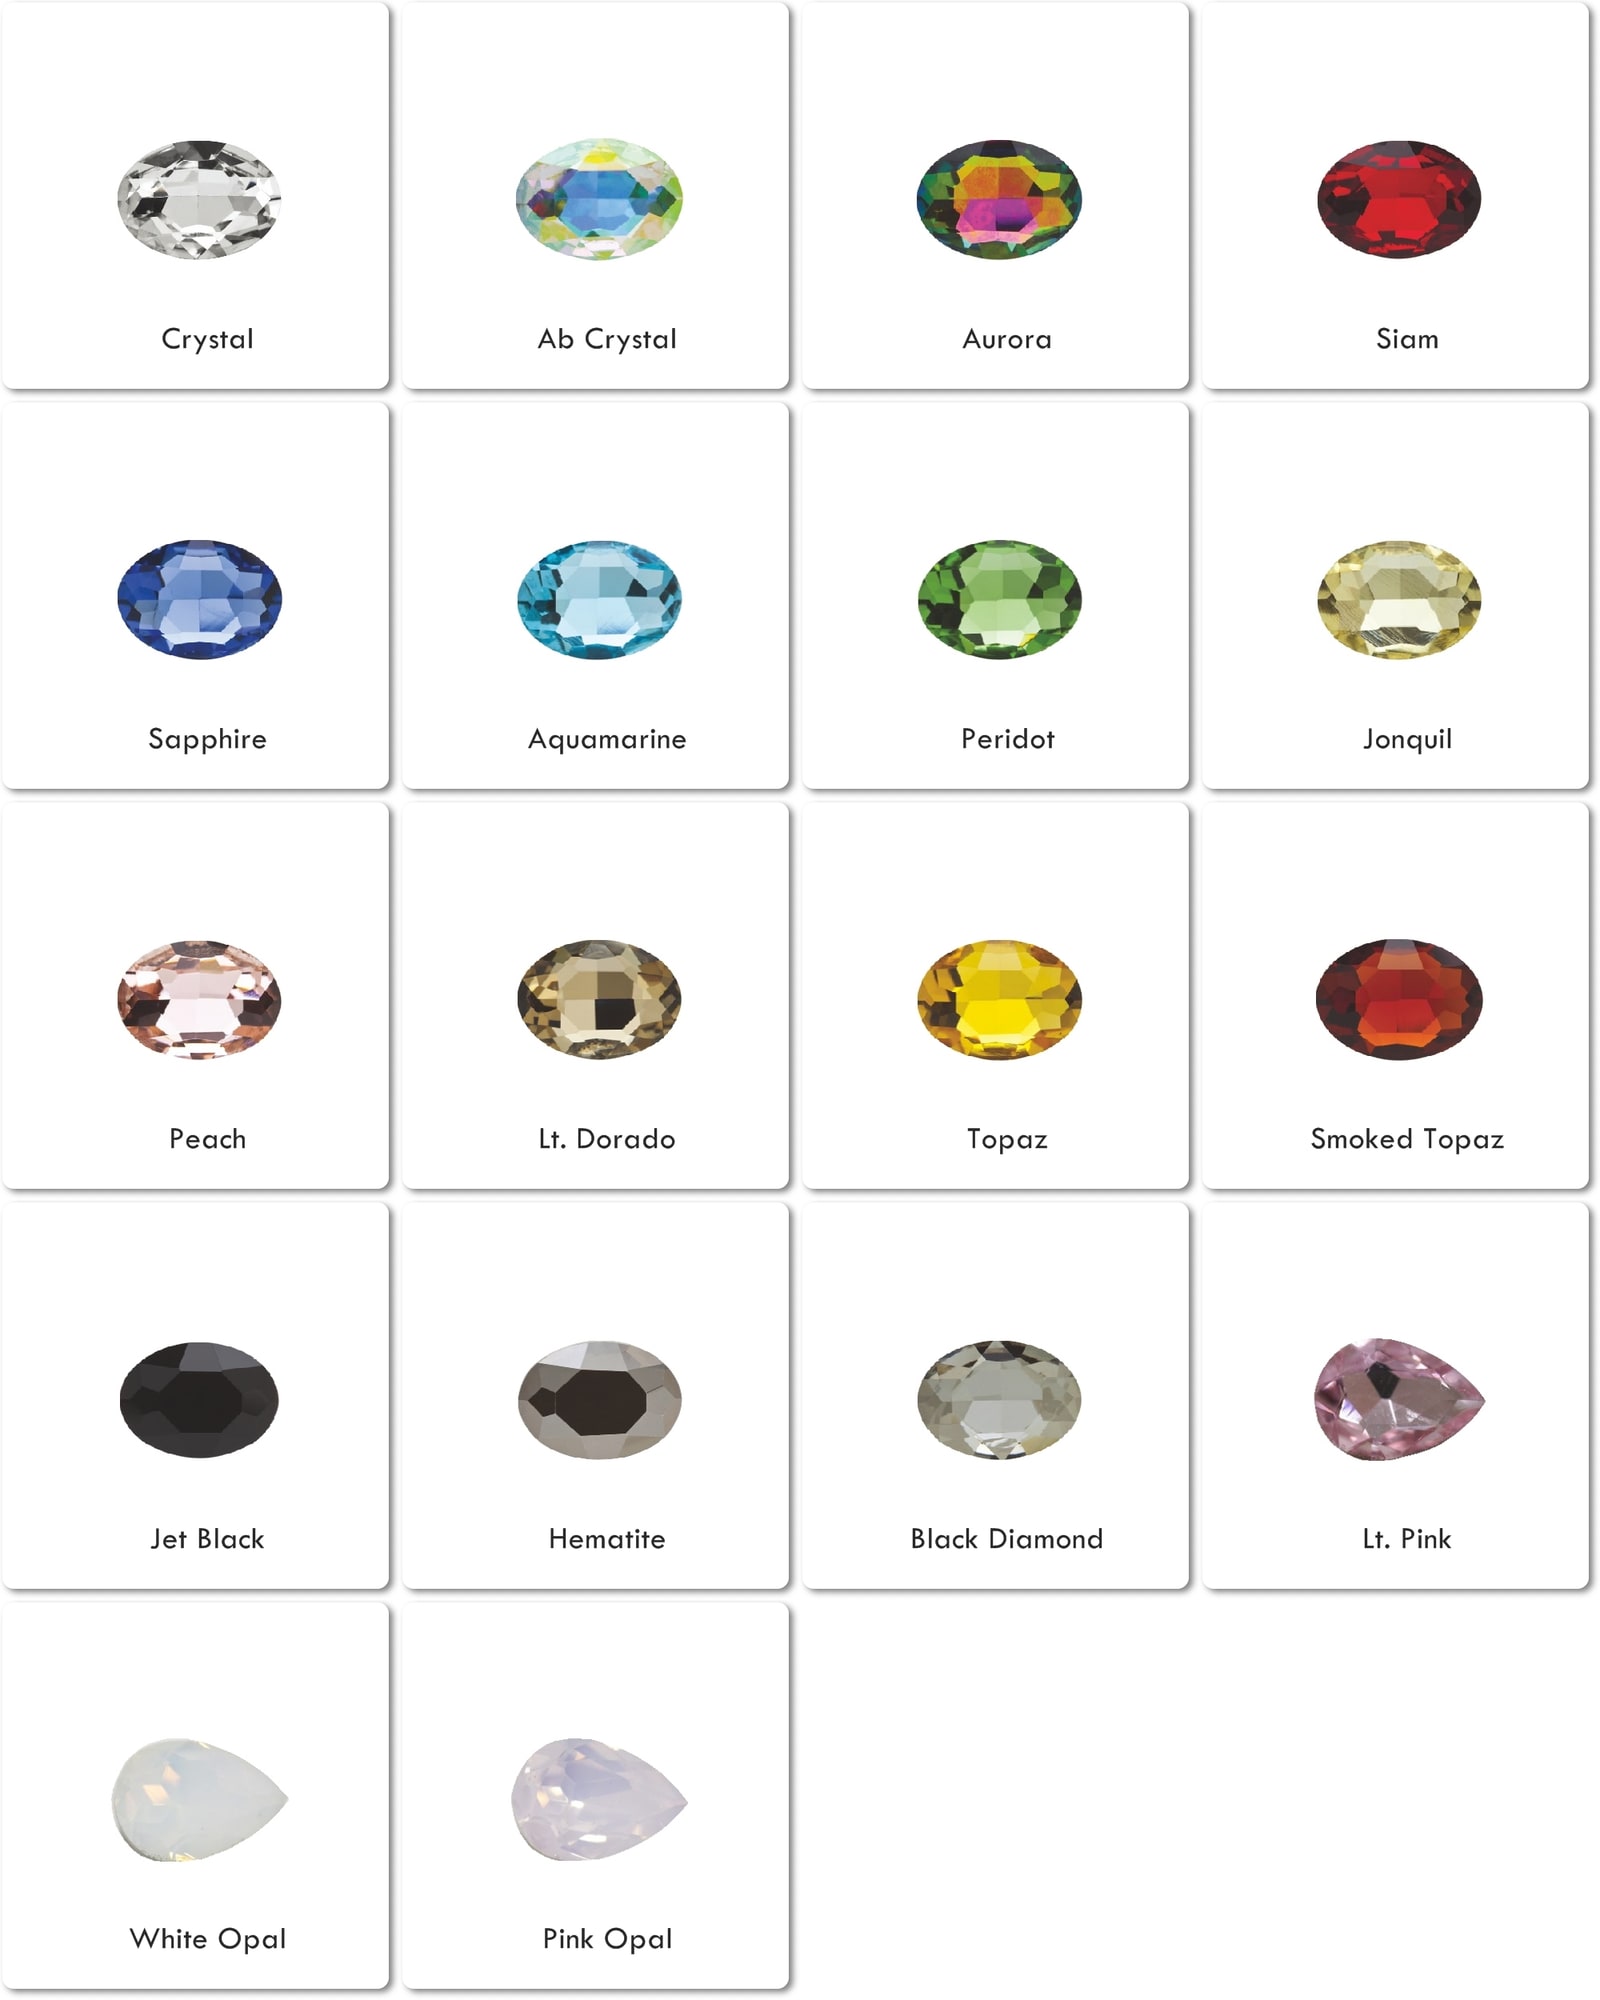 Crystal
Ab Crystal
Aurora
Siam
Sapphire
Aquamarine
Peridot
Jonquil
Peach
Lt. Dorado
Topaz
Smoked Topaz
Jet Black
Hematite
Black Diamond
Lt. Pink
White Opal
Pink Opal